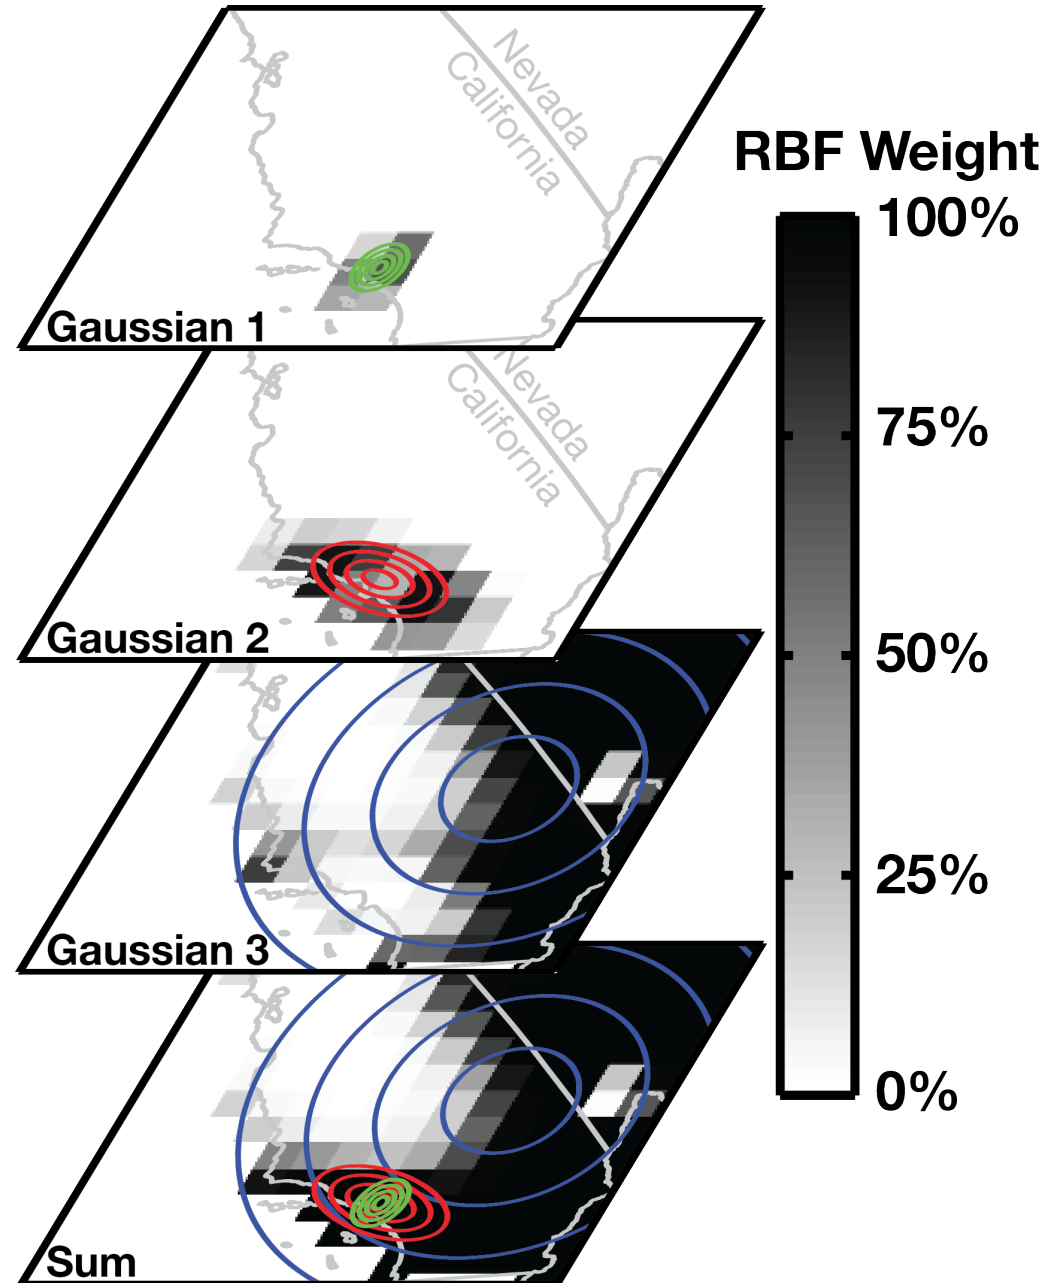 Nevada
California
Gaussian 1
Nevada
California
Gaussian 2
Gaussian 3
Sum
RBF Weight
100%
75%
50%
25%
0%